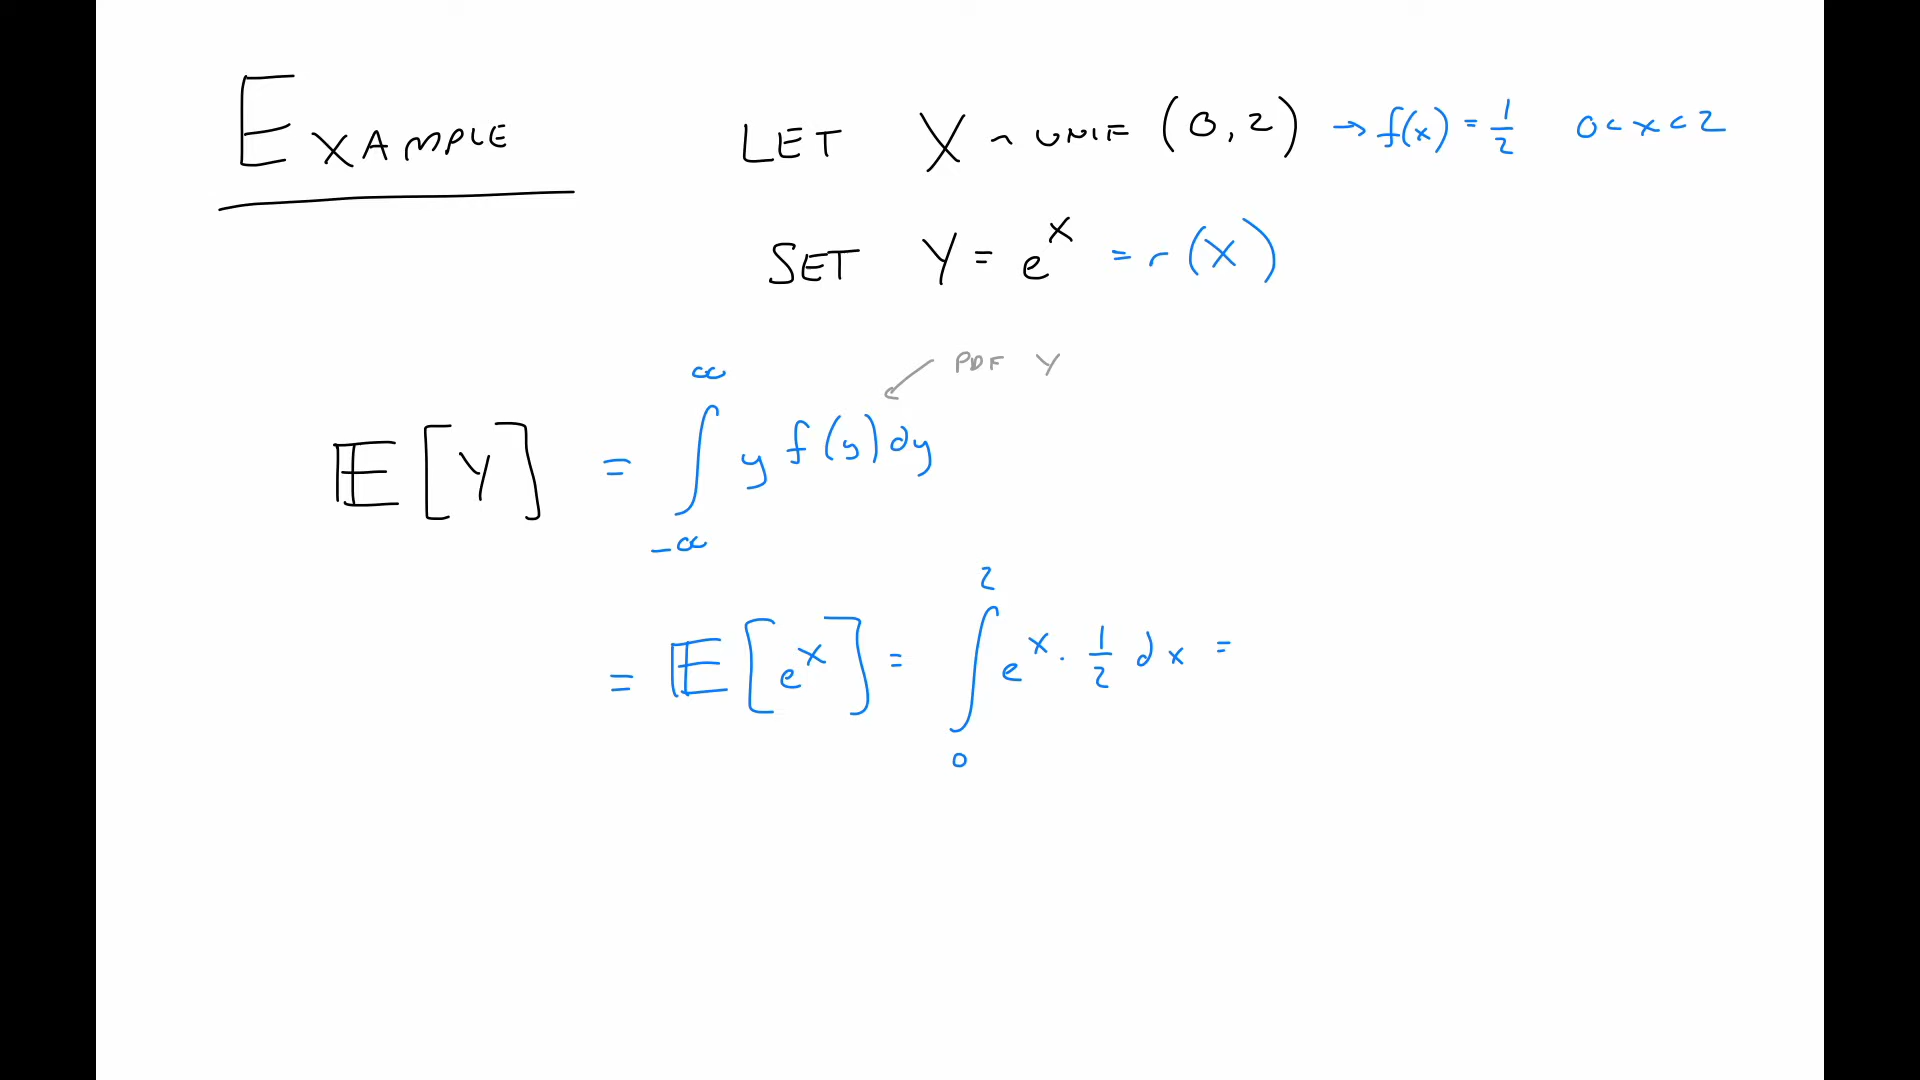 EXAMPLE
LET X ~ UNIF (0,2) → f(x) = 1/2 0 < x < 2
SET Y = e^X = r(X)
PDF Y
E[Y] = ∫_{-∞}^{∞} y f(y) dy
= E[e^X] = ∫_0^2 e^x · 1/2 dx =